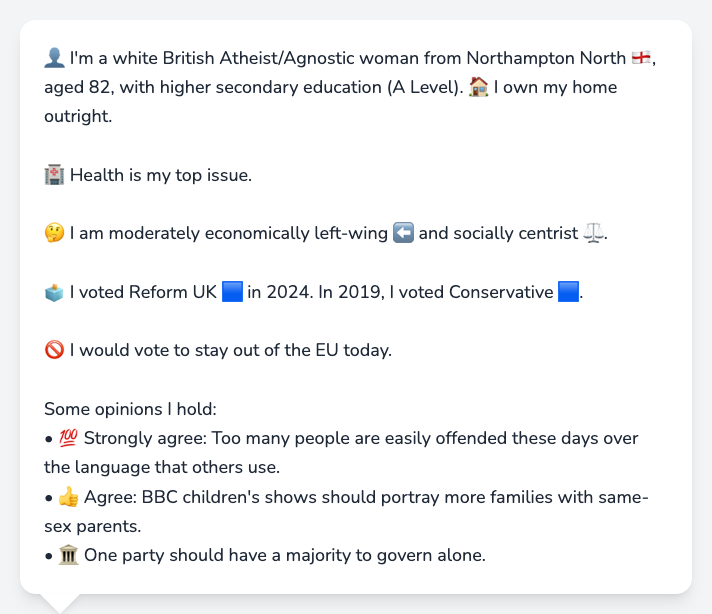 👤 I'm a white British Atheist/Agnostic woman from Northampton North 🏴󠁧󠁢󠁥󠁮󠁧󠁿,
aged 82, with higher secondary education (A Level). 🏠 I own my home
outright.
🏥 Health is my top issue.
🤔 I am moderately economically left-wing ⬅️ and socially centrist ⚖️.
🗳️ I voted Reform UK 🟦 in 2024. In 2019, I voted Conservative 🟦.
🚫 I would vote to stay out of the EU today.
Some opinions I hold:
• 💯 Strongly agree: Too many people are easily offended these days over
the language that others use.
• 👍 Agree: BBC children's shows should portray more families with same-
sex parents.
• 🏛️ One party should have a majority to govern alone.